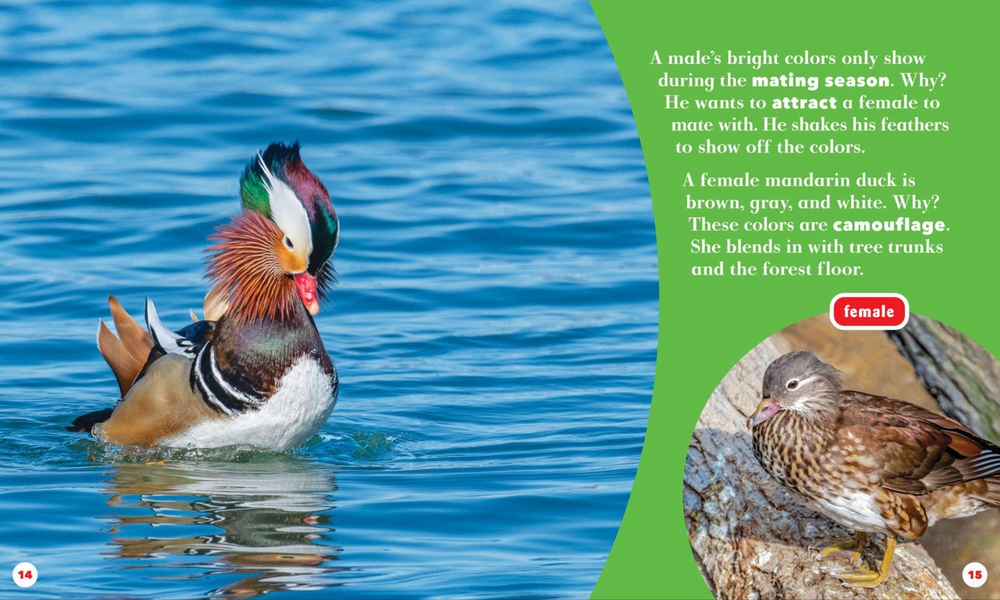 A male’s bright colors only show
during the mating season. Why?
He wants to attract a female to
mate with. He shakes his feathers
to show off the colors.
A female mandarin duck is
brown, gray, and white. Why?
These colors are camouflage.
She blends in with tree trunks
and the forest floor.
female
14
15